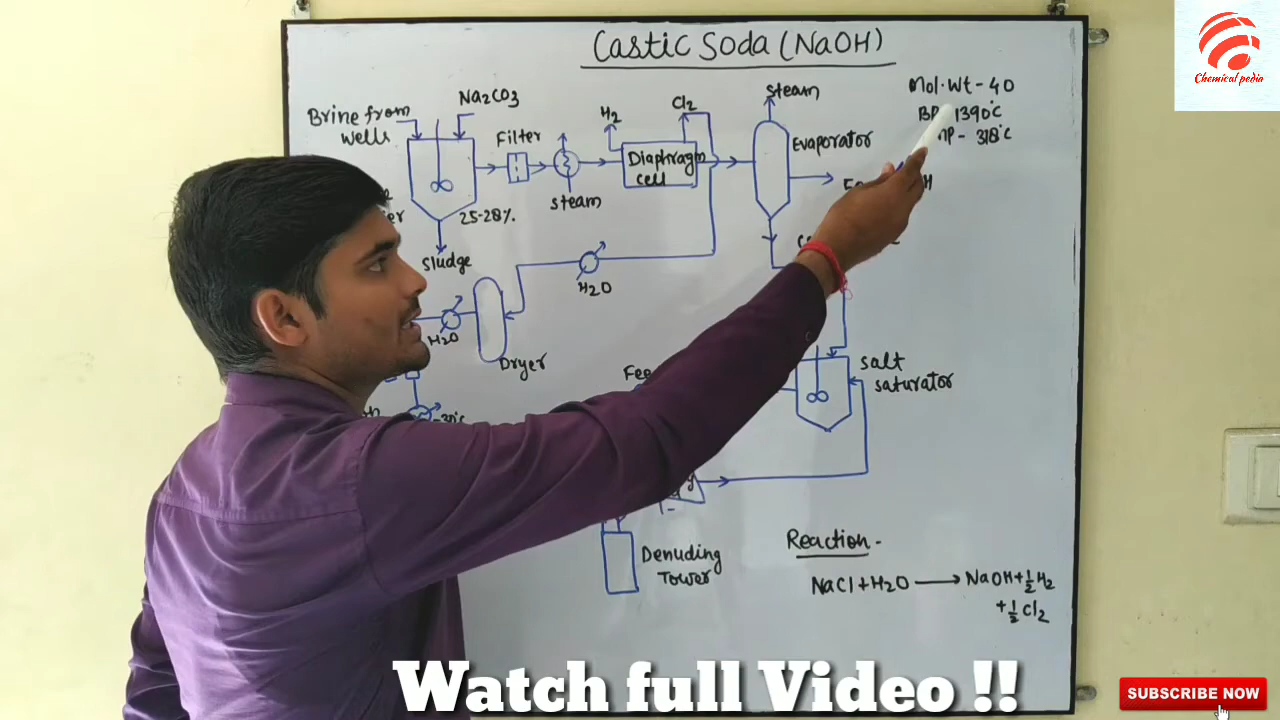 Castic Soda (NaOH)
Chemical pedia
Mol. Wt - 40
BP 1390°C
mp - 318°C
Brine from
wells
Na2CO3
Filter
H2
Cl2
steam
Evaporator
Diaphragm
cell
steam
25-28%.
sludge
H2O
H2O
Dryer
salt
saturator
Denuding
Tower
Reaction -
NaCl + H2O → NaOH + ½ H2
+ ½ Cl2
Watch full Video !!
SUBSCRIBE NOW